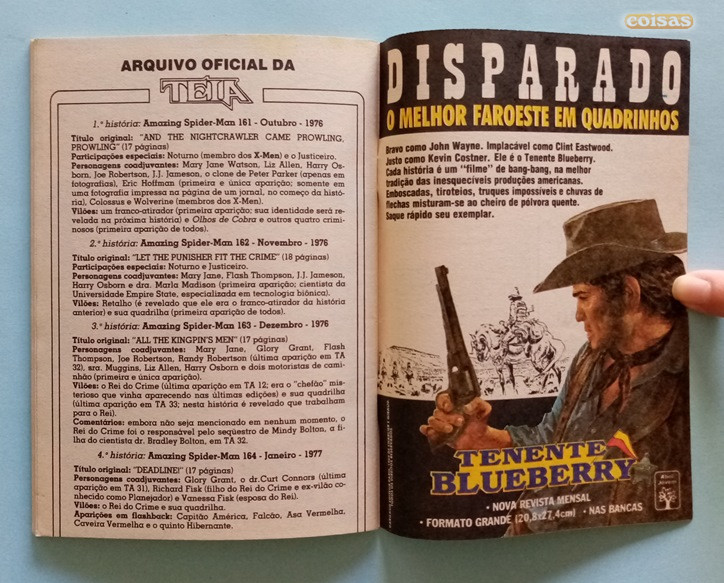 coisas
ARQUIVO OFICIAL DA
TEIA
1.ª história: Amazing Spider-Man 161 - Outubro - 1976
Título original: "AND THE NIGHTCRAWLER CAME PROWLING,
PROWLING" (17 páginas)
Participações especiais: Noturno (membro dos X-Men) e o Justiceiro.
Personagens coadjuvantes: Mary Jane Watson, Liz Allen, Harry Os-
born, Joe Robertson, J.J. Jameson, o clone de Peter Parker (apenas em
fotografias), Eric Hoffman (primeira e única aparição: somente em
uma fotografia impressa na página de um jornal, no começo da histó-
ria), Colossus e Wolverine (membros dos X-Men).
Vilões: um franco-atirador (primeira aparição; sua identidade será re-
velada na próxima história) e Olhos de Cobra e outros quatro crimi-
nosos (primeira aparição de todos).
2.ª história: Amazing Spider-Man 162 - Novembro - 1976
Título original: "LET THE PUNISHER FIT THE CRIME" (18 páginas)
Participações especiais: Noturno e Justiceiro.
Personagens coadjuvantes: Mary Jane, Flash Thompson, J.J. Jameson,
Harry Osborn e dra. Marla Madison (primeira aparição; cientista da
Universidade Empire State, especializada em tecnologia biônica).
Vilões: Retalho (é revelado que ele era o franco-atirador da história
anterior) e sua quadrilha (primeira aparição de todos).
3.ª história: Amazing Spider-Man 163 - Dezembro - 1976
Título original: "ALL THE KINGPIN'S MEN" (17 páginas)
Personagens coadjuvantes: Mary Jane, Glory Grant, Flash
Thompson, Joe Robertson, Randy Robertson (última aparição em TA
32), sra. Muggins, Liz Allen, Harry Osborn e dois motoristas de cami-
nhão (primeira e única aparição).
Vilões: o Rei do Crime (última aparição em TA 12; era o "chefão" mis-
terioso que vinha aparecendo nas últimas edições) e sua quadrilha
(última aparição em TA 33; nesta história é revelado que trabalham
para o Rei).
Comentários: embora não seja mencionado em nenhum momento, o
Rei do Crime foi o responsável pelo seqüestro de Mindy Bolton, a fi-
lha do cientista dr. Bradley Bolton, em TA 32.
4.ª história: Amazing Spider-Man 164 - Janeiro - 1977
Título original: "DEADLINE!" (17 páginas)
Personagens coadjuvantes: Glory Grant, o dr.Curt Connors (última
aparição em TA 31), Richard Fisk (filho do Rei do Crime e ex-vilão co-
nhecido como Planejador) e Vanessa Fisk (esposa do Rei).
Vilões: o Rei do Crime e sua quadrilha.
Aparições em flashback: Capitão América, Falcão, Asa Vermelha,
Caveira Vermelha e o quinto Hibernante.
DISPARADO
O MELHOR FAROESTE EM QUADRINHOS
Bravo como John Wayne. Implacável como Clint Eastwood.
Justo como Kevin Costner. Ele é o Tenente Blueberry.
Cada história é um "filme" de bang-bang, na melhor
tradição das inesquecíveis produções americanas.
Emboscadas, tiroteios, truques impossíveis e chuvas de
flechas misturam-se ao cheiro de pólvora quente.
Saque rápido seu exemplar.
TENENTE
BLUEBERRY
• NOVA REVISTA MENSAL
• FORMATO GRANDE (20,8x27,4cm) • NAS BANCAS